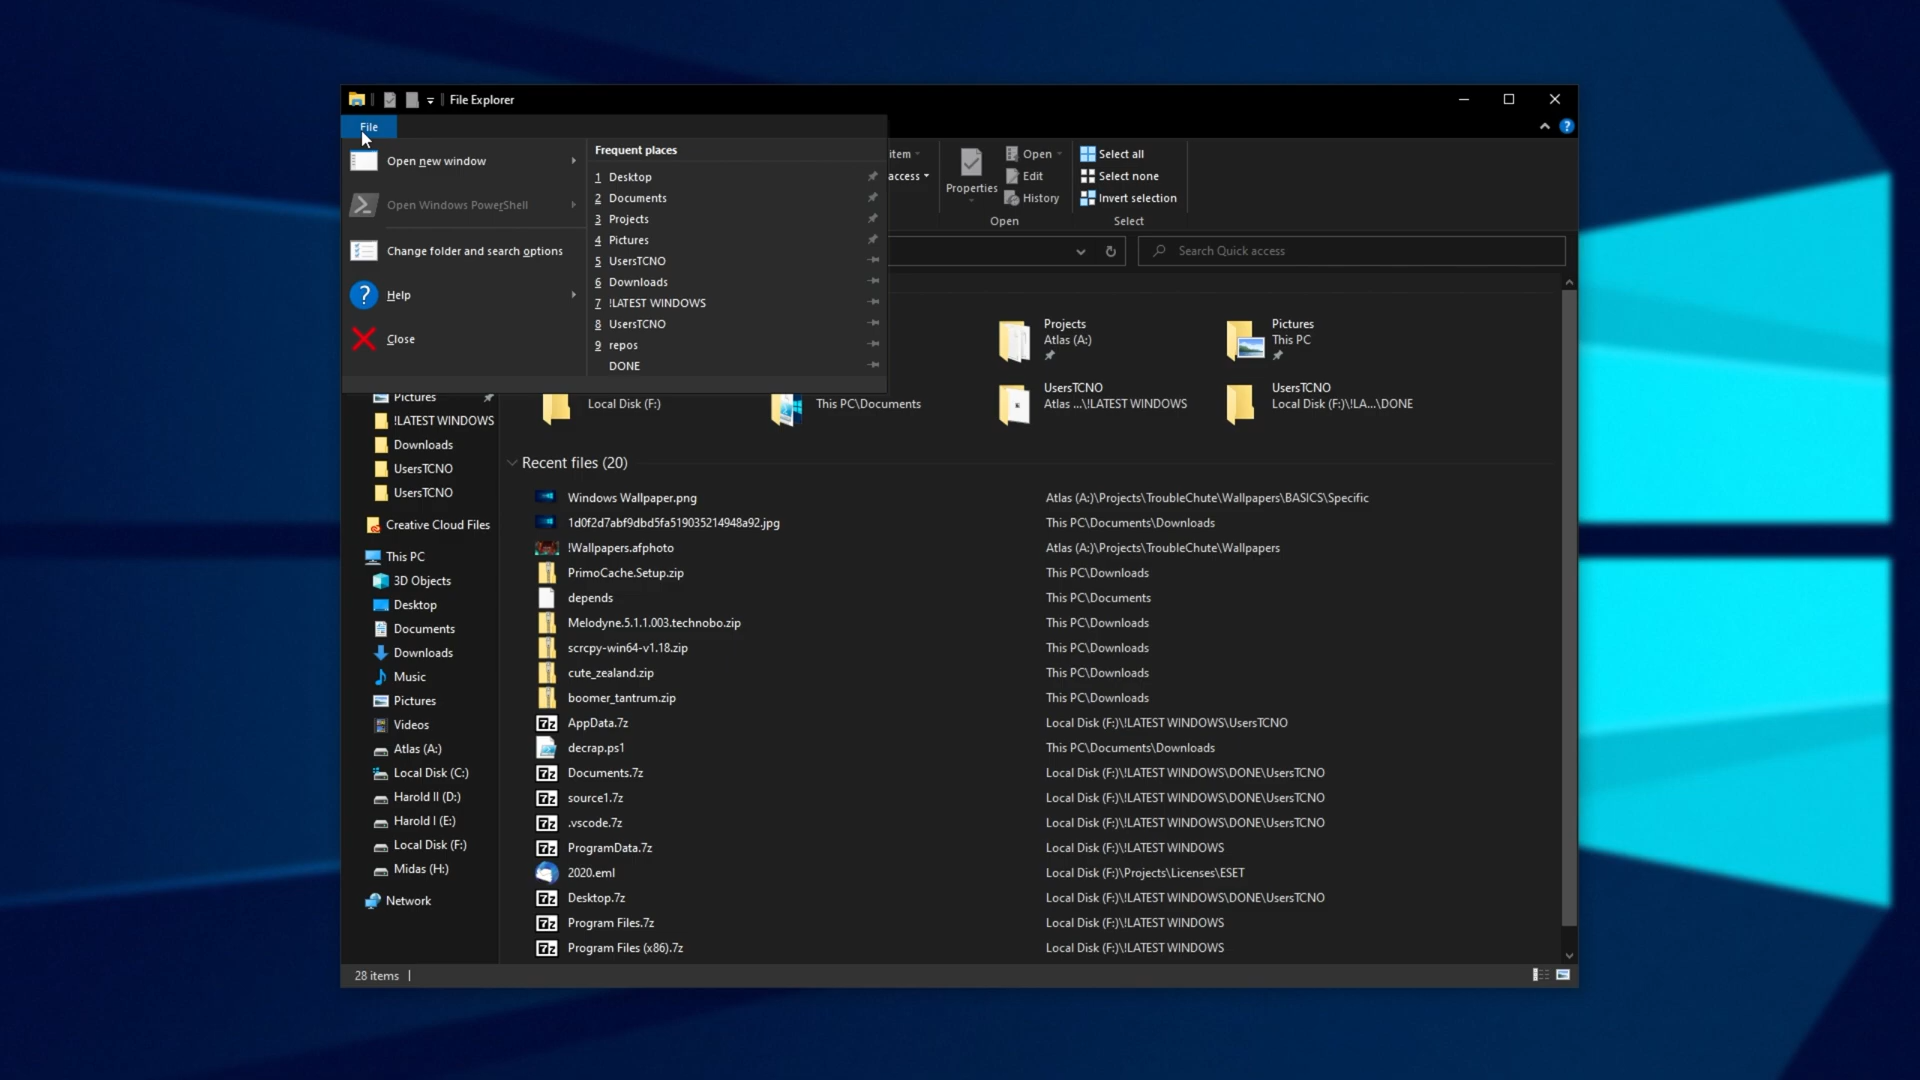 File Explorer
File
Open new window
Open Windows PowerShell
Change folder and search options
Help
Close
Frequent places
1 Desktop
2 Documents
3 Projects
4 Pictures
5 UsersTCNO
6 Downloads
7 !LATEST WINDOWS
8 UsersTCNO
9 repos
DONE
item
access
Properties
Open
Edit
History
Open
Select all
Select none
Invert selection
Select
Search Quick access
Projects
Atlas (A:)
Pictures
This PC
Local Disk (F:)
This PC\Documents
UsersTCNO
Atlas ...\!LATEST WINDOWS
UsersTCNO
Local Disk (F:)\!LA...\DONE
Pictures
!LATEST WINDOWS
Downloads
UsersTCNO
UsersTCNO
Creative Cloud Files
This PC
3D Objects
Desktop
Documents
Downloads
Music
Pictures
Videos
Atlas (A:)
Local Disk (C:)
Harold II (D:)
Harold I (E:)
Local Disk (F:)
Midas (H:)
Network
Recent files (20)
Windows Wallpaper.png Atlas (A:)\Projects\TroubleChute\Wallpapers\BASICS\Specific
1d0f2d7abf9dbd5fa519035214948a92.jpg This PC\Documents\Downloads
!Wallpapers.afphoto Atlas (A:)\Projects\TroubleChute\Wallpapers
PrimoCache.Setup.zip This PC\Downloads
depends This PC\Documents
Melodyne.5.1.1.003.technobo.zip This PC\Downloads
scrcpy-win64-v1.18.zip This PC\Downloads
cute_zealand.zip This PC\Downloads
boomer_tantrum.zip This PC\Downloads
AppData.7z Local Disk (F:)\!LATEST WINDOWS\UsersTCNO
decrap.ps1 This PC\Documents\Downloads
Documents.7z Local Disk (F:)\!LATEST WINDOWS\DONE\UsersTCNO
source1.7z Local Disk (F:)\!LATEST WINDOWS\DONE\UsersTCNO
.vscode.7z Local Disk (F:)\!LATEST WINDOWS\DONE\UsersTCNO
ProgramData.7z Local Disk (F:)\!LATEST WINDOWS
2020.eml Local Disk (F:)\Projects\Licenses\ESET
Desktop.7z Local Disk (F:)\!LATEST WINDOWS\DONE\UsersTCNO
Program Files.7z Local Disk (F:)\!LATEST WINDOWS
Program Files (x86).7z Local Disk (F:)\!LATEST WINDOWS
28 items